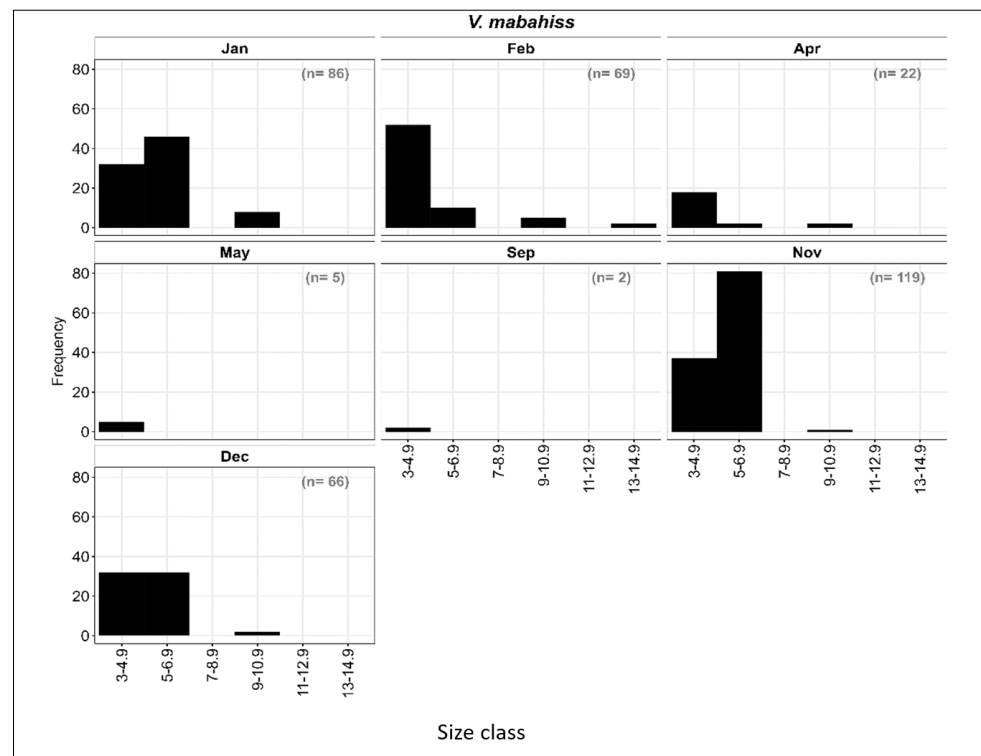 V. mabahiss
Jan
Feb
Apr
80
60
40
20
0
(n= 86)
(n= 69)
(n= 22)
May
Sep
Nov
80
60
40
20
0
(n= 5)
(n= 2)
(n= 119)
Frequency
3-4.9
5-6.9
7-8.9
9-10.9
11-12.9
13-14.9
3-4.9
5-6.9
7-8.9
9-10.9
11-12.9
13-14.9
Dec
80
60
40
20
0
(n= 66)
3-4.9
5-6.9
7-8.9
9-10.9
11-12.9
13-14.9
Size class